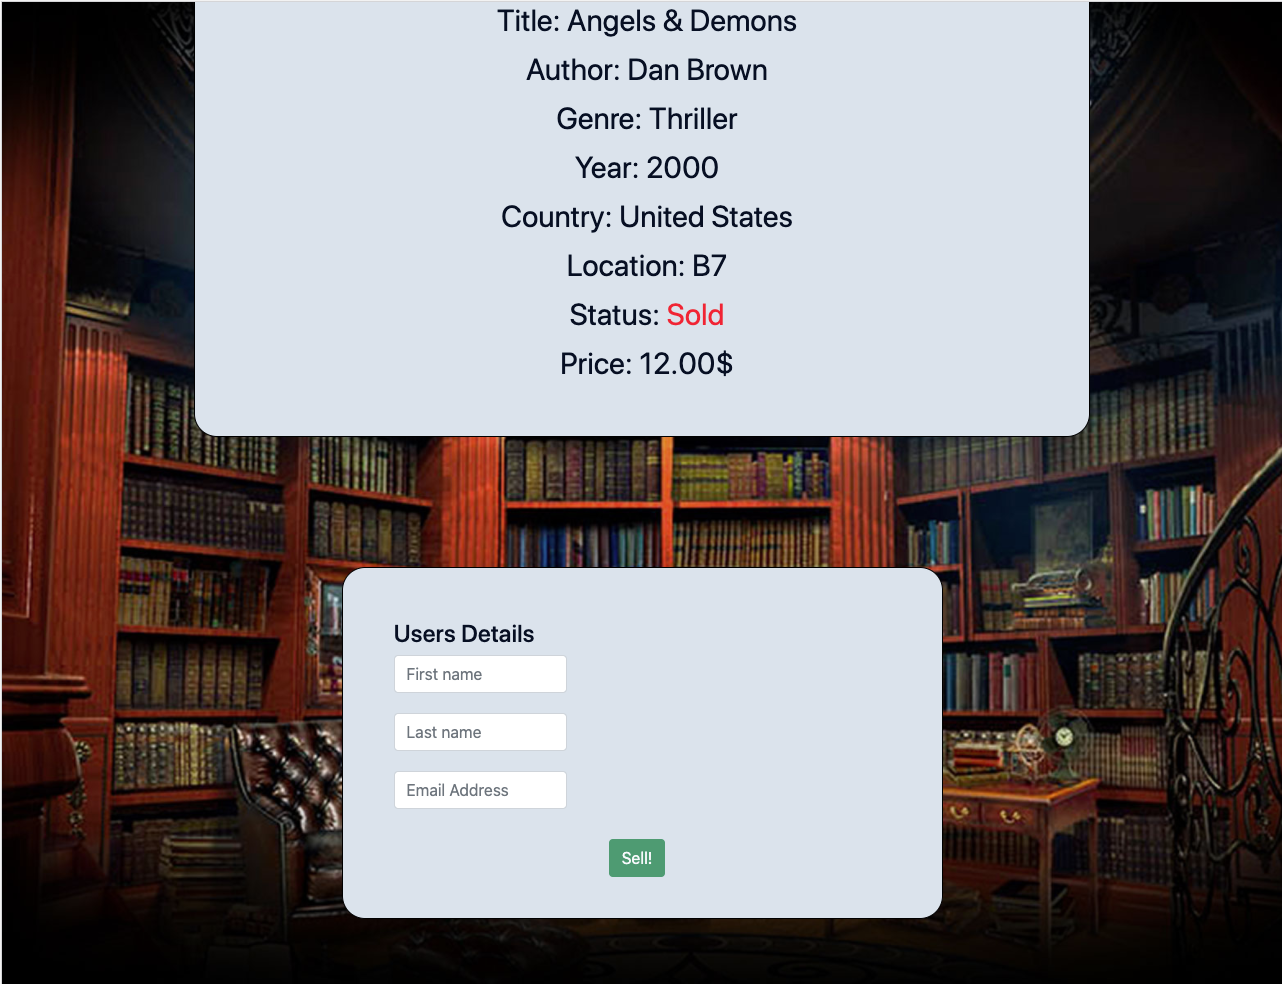 Title: Angels & Demons
Author: Dan Brown
Genre: Thriller
Year: 2000
Country: United States
Location: B7
Status: Sold
Price: 12.00$
Users Details
First name
Last name
Email Address
Sell!